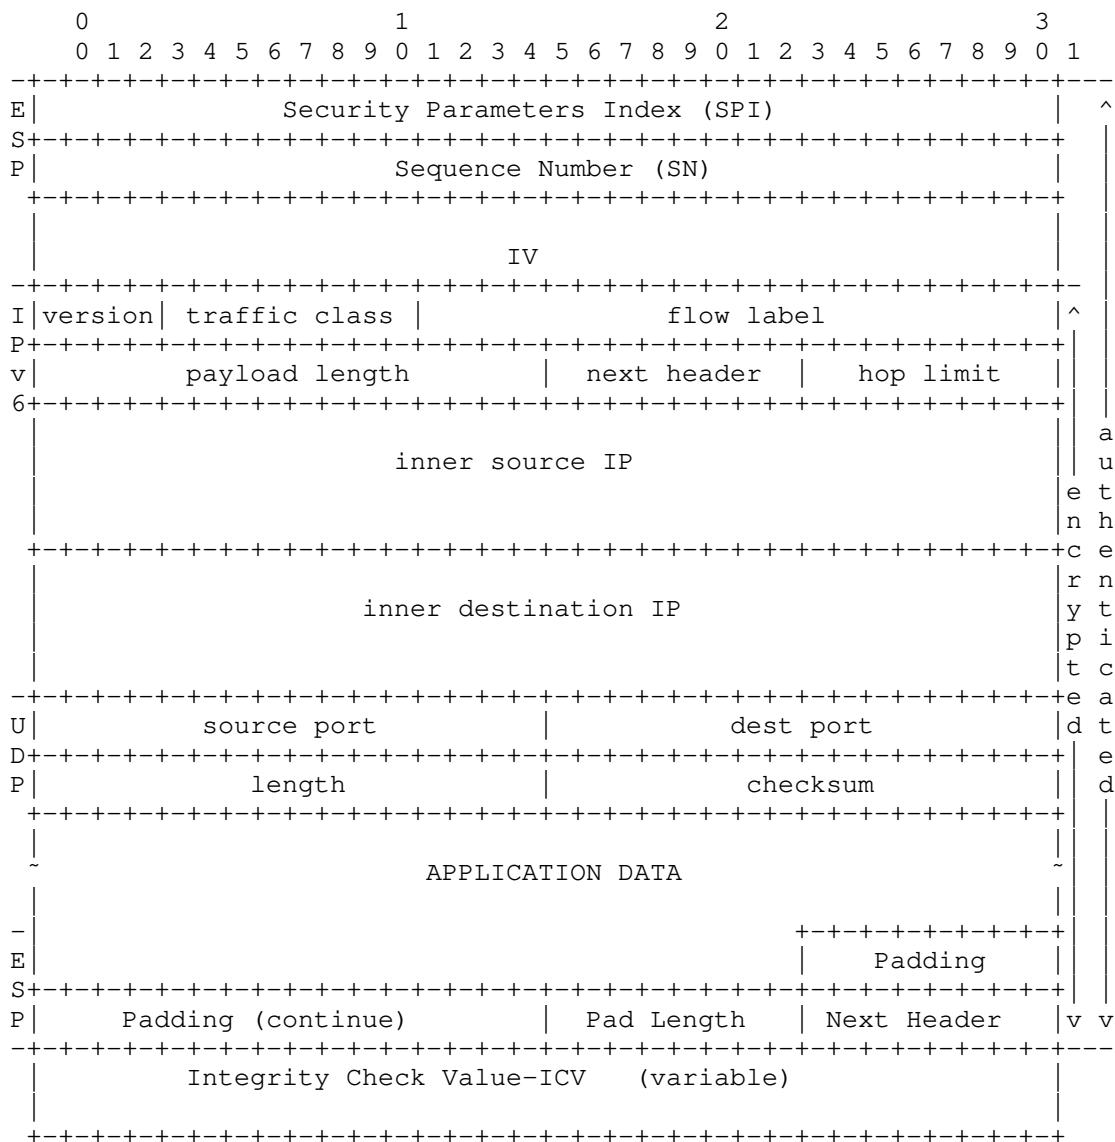 0                   1                   2                   3
0 1 2 3 4 5 6 7 8 9 0 1 2 3 4 5 6 7 8 9 0 1 2 3 4 5 6 7 8 9 0 1
-+-+-+-+-+-+-+-+-+-+-+-+-+-+-+-+-+-+-+-+-+-+-+-+-+-+-+-+-+-+-+-+-+---
E|               Security Parameters Index (SPI)                 |  ^
S+-+-+-+-+-+-+-+-+-+-+-+-+-+-+-+-+-+-+-+-+-+-+-+-+-+-+-+-+-+-+-+-+  |
P|                      Sequence Number (SN)                     |  |
+-+-+-+-+-+-+-+-+-+-+-+-+-+-+-+-+-+-+-+-+-+-+-+-+-+-+-+-+-+-+-+-+  |
|                                                               |  |
|                             IV                                |  |
-+-+-+-+-+-+-+-+-+-+-+-+-+-+-+-+-+-+-+-+-+-+-+-+-+-+-+-+-+-+-+-+-+- |
I|version| traffic class |               flow label              |^ |
P+-+-+-+-+-+-+-+-+-+-+-+-+-+-+-+-+-+-+-+-+-+-+-+-+-+-+-+-+-+-+-+-+| |
v|         payload length        |  next header  |   hop limit   || |
6+-+-+-+-+-+-+-+-+-+-+-+-+-+-+-+-+-+-+-+-+-+-+-+-+-+-+-+-+-+-+-+-+| |
|                                                               || a
|                      inner source IP                          || u
|                                                               |e t
|                                                               |n h
+-+-+-+-+-+-+-+-+-+-+-+-+-+-+-+-+-+-+-+-+-+-+-+-+-+-+-+-+-+-+-+-+c e
|                                                               |r n
|                    inner destination IP                       |y t
|                                                               |p i
|                                                               |t c
-+-+-+-+-+-+-+-+-+-+-+-+-+-+-+-+-+-+-+-+-+-+-+-+-+-+-+-+-+-+-+-+-+e a
U|          source port          |           dest port           |d t
D+-+-+-+-+-+-+-+-+-+-+-+-+-+-+-+-+-+-+-+-+-+-+-+-+-+-+-+-+-+-+-+-+| e
P|             length            |            checksum           || d
+-+-+-+-+-+-+-+-+-+-+-+-+-+-+-+-+-+-+-+-+-+-+-+-+-+-+-+-+-+-+-+-+| |
|                                                               || |
~                        APPLICATION DATA                       ~| |
|                                                               || |
-|                                               +-+-+-+-+-+-+-+-+| |
E|                                               |    Padding    || |
S+-+-+-+-+-+-+-+-+-+-+-+-+-+-+-+-+-+-+-+-+-+-+-+-+-+-+-+-+-+-+-+-+| |
P|     Padding (continue)        |  Pad Length   | Next Header   |v v
-+-+-+-+-+-+-+-+-+-+-+-+-+-+-+-+-+-+-+-+-+-+-+-+-+-+-+-+-+-+-+-+-+---
|         Integrity Check Value-ICV   (variable)                |
|                                                               |
+-+-+-+-+-+-+-+-+-+-+-+-+-+-+-+-+-+-+-+-+-+-+-+-+-+-+-+-+-+-+-+-+